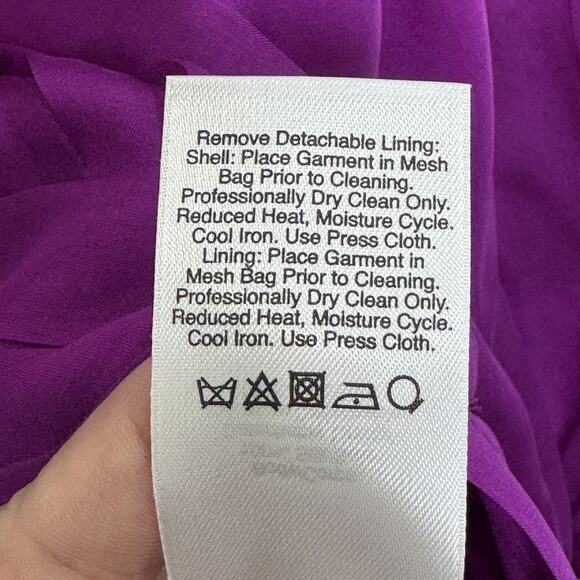 Remove Detachable Lining:
Shell: Place Garment in Mesh
Bag Prior to Cleaning.
Professionally Dry Clean Only.
Reduced Heat, Moisture Cycle.
Cool Iron. Use Press Cloth.
Lining: Place Garment in
Mesh Bag Prior to Cleaning.
Professionally Dry Clean Only.
Reduced Heat, Moisture Cycle.
Cool Iron. Use Press Cloth.